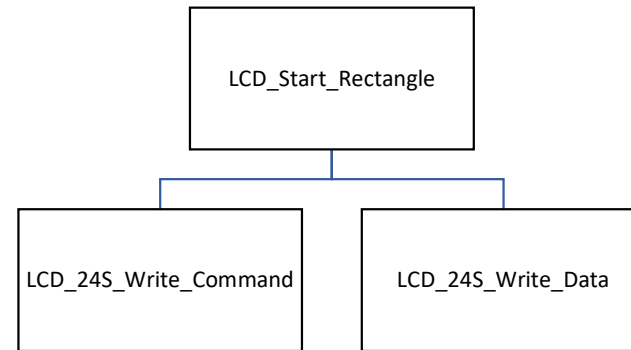 LCD_Start_Rectangle
LCD_24S_Write_Command
LCD_24S_Write_Data